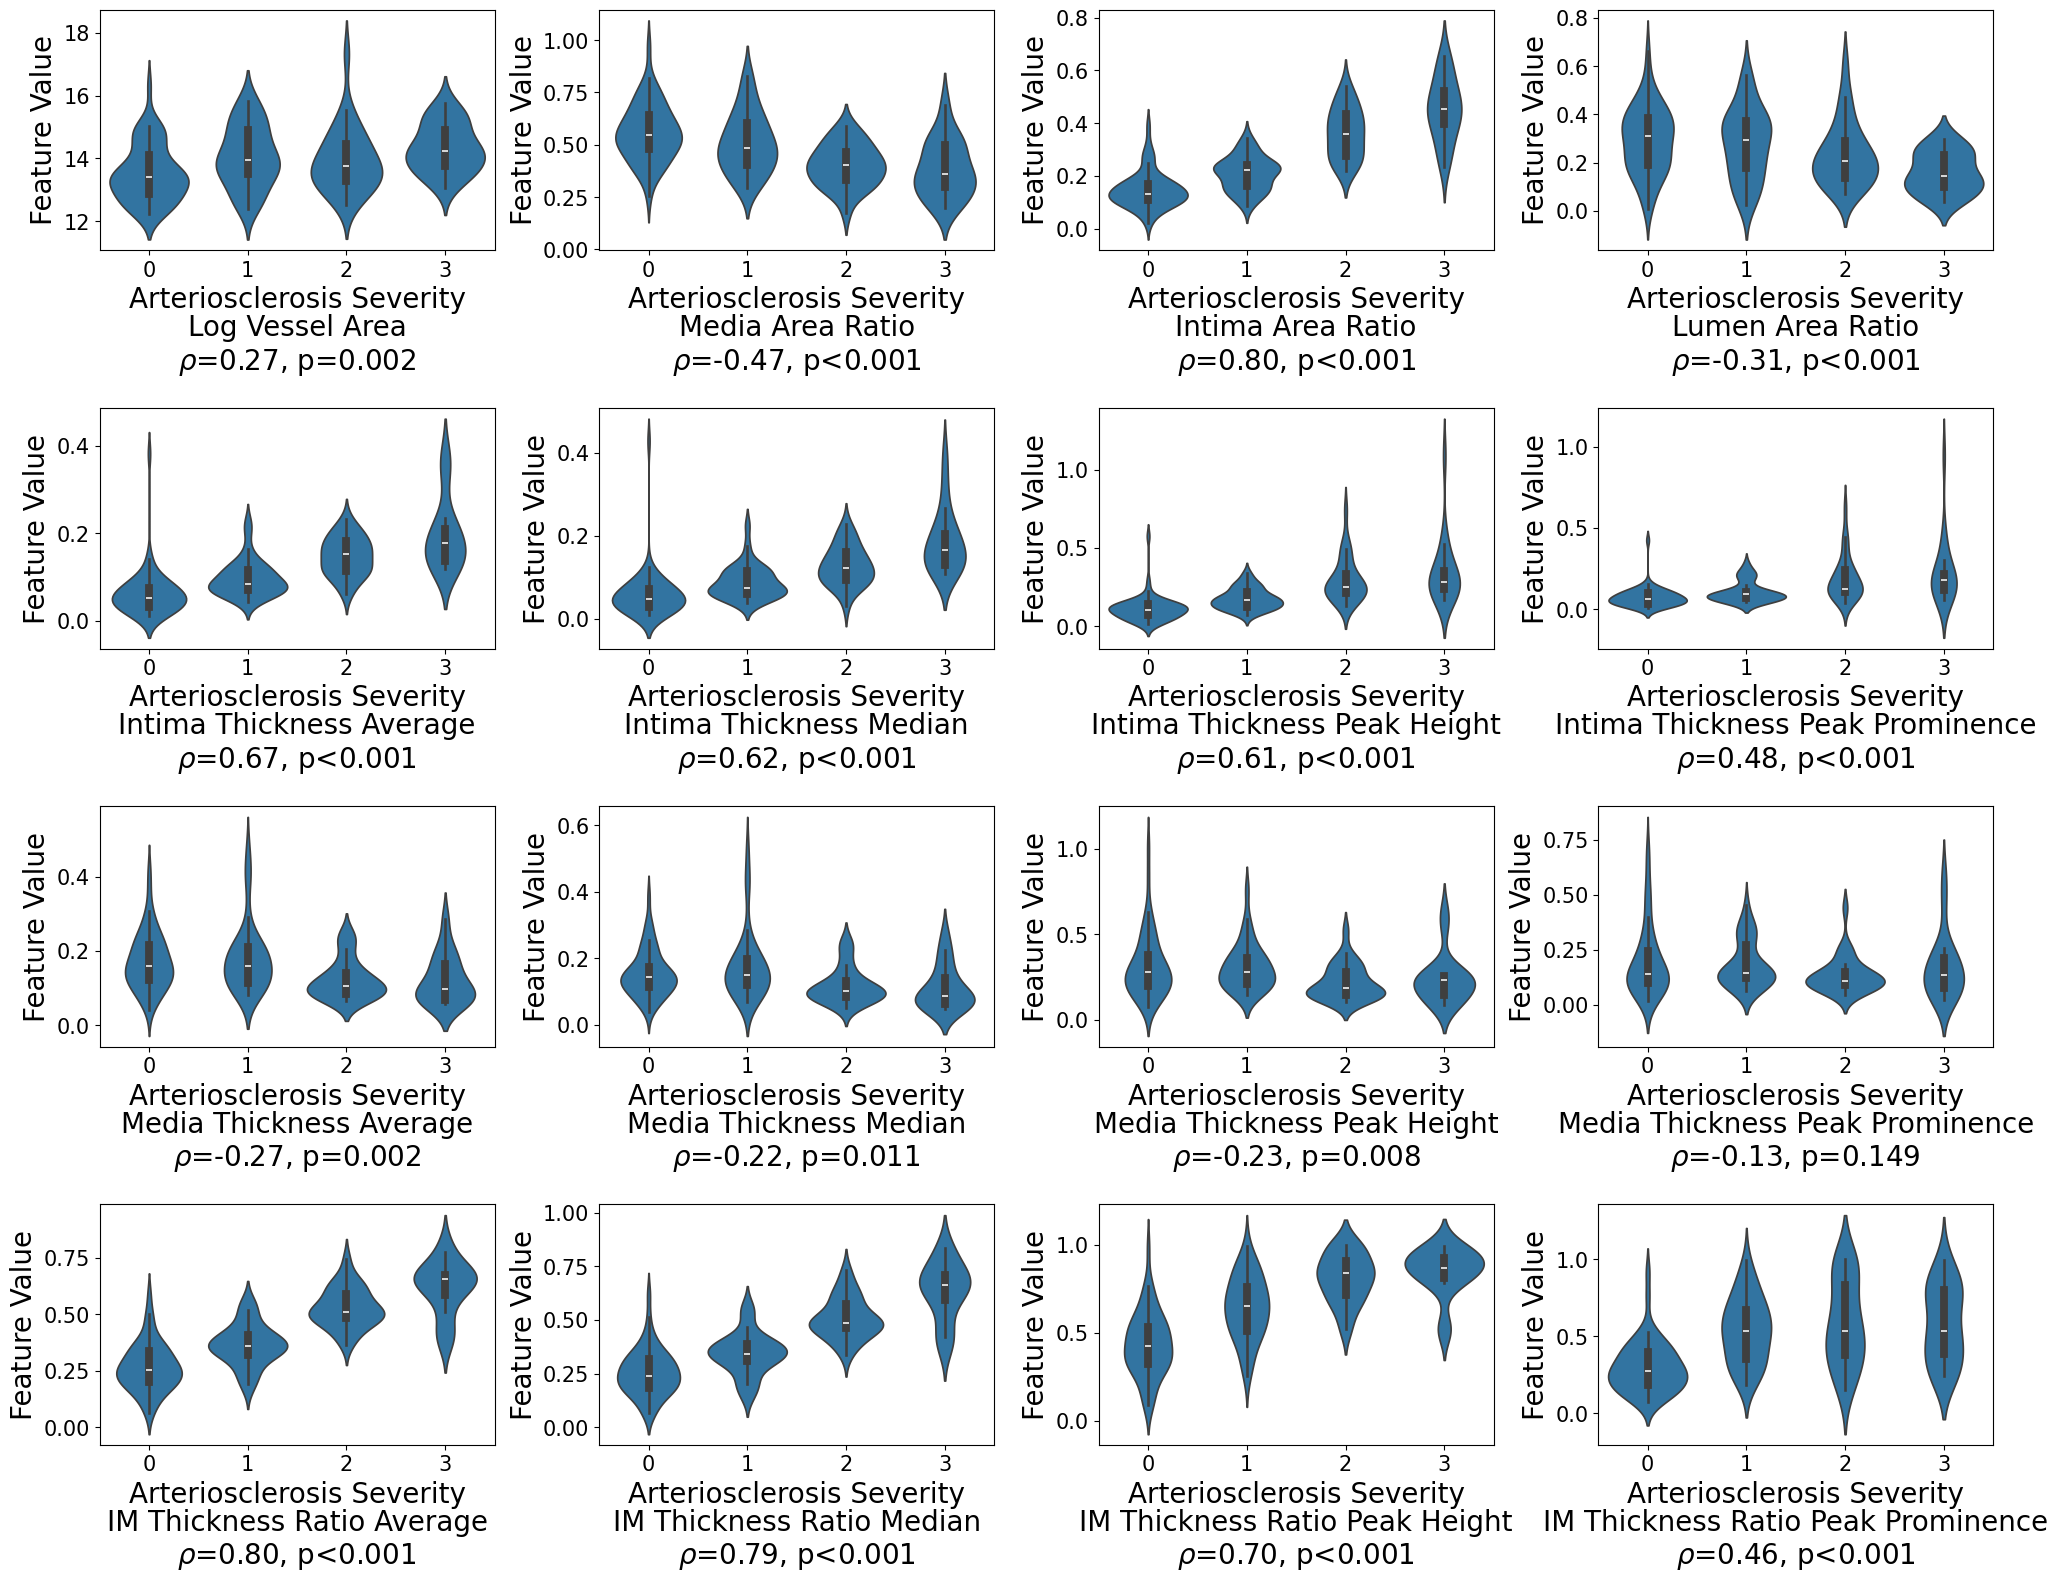 Feature Value
18
16
14
12
0 1 2 3
Arteriosclerosis Severity
Log Vessel Area
ρ=0.27, p=0.002
Feature Value
1.00
0.75
0.50
0.25
0.00
0 1 2 3
Arteriosclerosis Severity
Media Area Ratio
ρ=-0.47, p<0.001
Feature Value
0.8
0.6
0.4
0.2
0.0
0 1 2 3
Arteriosclerosis Severity
Intima Area Ratio
ρ=0.80, p<0.001
Feature Value
0.8
0.6
0.4
0.2
0.0
0 1 2 3
Arteriosclerosis Severity
Lumen Area Ratio
ρ=-0.31, p<0.001
Feature Value
0.4
0.2
0.0
0 1 2 3
Arteriosclerosis Severity
Intima Thickness Average
ρ=0.67, p<0.001
Feature Value
0.4
0.2
0.0
0 1 2 3
Arteriosclerosis Severity
Intima Thickness Median
ρ=0.62, p<0.001
Feature Value
1.0
0.5
0.0
0 1 2 3
Arteriosclerosis Severity
Intima Thickness Peak Height
ρ=0.61, p<0.001
Feature Value
1.0
0.5
0.0
0 1 2 3
Arteriosclerosis Severity
Intima Thickness Peak Prominence
ρ=0.48, p<0.001
Feature Value
0.4
0.2
0.0
0 1 2 3
Arteriosclerosis Severity
Media Thickness Average
ρ=-0.27, p=0.002
Feature Value
0.6
0.4
0.2
0.0
0 1 2 3
Arteriosclerosis Severity
Media Thickness Median
ρ=-0.22, p=0.011
Feature Value
1.0
0.5
0.0
0 1 2 3
Arteriosclerosis Severity
Media Thickness Peak Height
ρ=-0.23, p=0.008
Feature Value
0.75
0.50
0.25
0.00
0 1 2 3
Arteriosclerosis Severity
Media Thickness Peak Prominence
ρ=-0.13, p=0.149
Feature Value
0.75
0.50
0.25
0.00
0 1 2 3
Arteriosclerosis Severity
IM Thickness Ratio Average
ρ=0.80, p<0.001
Feature Value
1.00
0.75
0.50
0.25
0.00
0 1 2 3
Arteriosclerosis Severity
IM Thickness Ratio Median
ρ=0.79, p<0.001
Feature Value
1.0
0.5
0.0
0 1 2 3
Arteriosclerosis Severity
IM Thickness Ratio Peak Height
ρ=0.70, p<0.001
Feature Value
1.0
0.5
0.0
0 1 2 3
Arteriosclerosis Severity
IM Thickness Ratio Peak Prominence
ρ=0.46, p<0.001